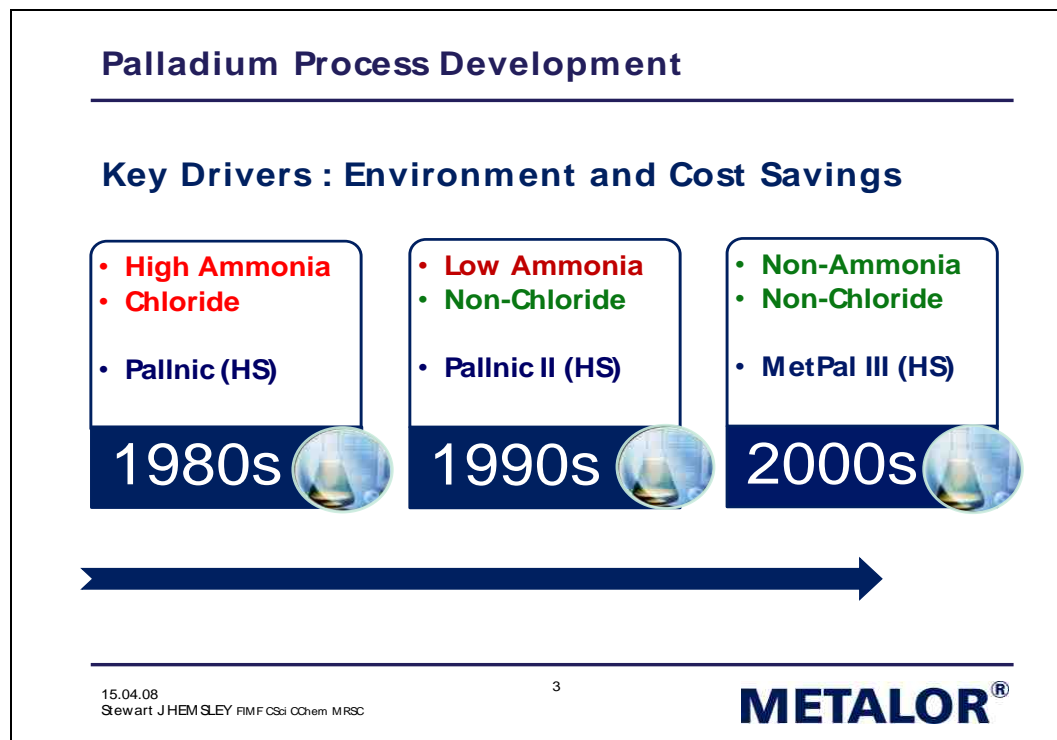 Palladium Process Development
Key Drivers : Environment and Cost Savings
• High Ammonia
• Chloride
• Pallnic (HS)
1980s
• Low Ammonia
• Non-Chloride
• Pallnic II (HS)
1990s
• Non-Ammonia
• Non-Chloride
• MetPal III (HS)
2000s
15.04.08
Stewart J HEMSLEY FIMF CSci CChem MRSC
3
METALOR®